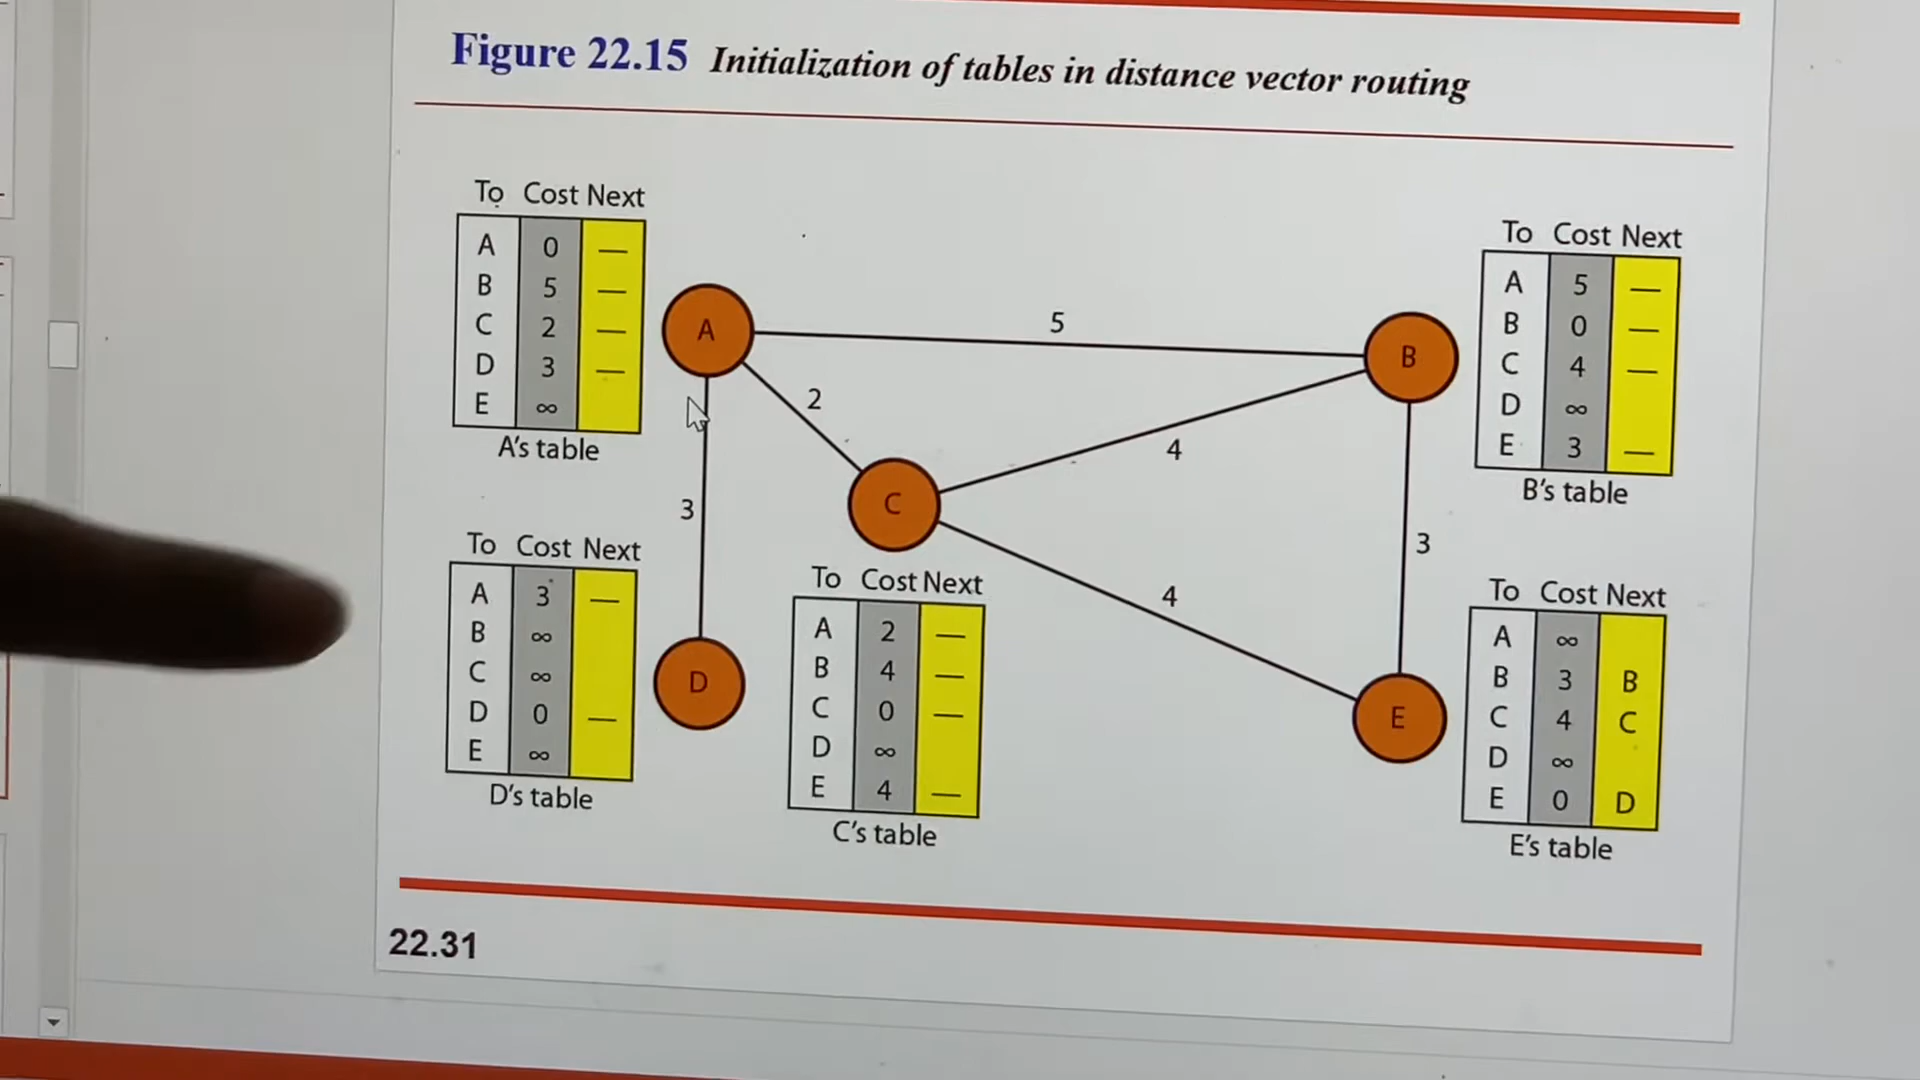 Figure 22.15 Initialization of tables in distance vector routing
To Cost Next
A 0 —
B 5 —
C 2 —
D 3 —
E ∞
A's table
To Cost Next
A 5 —
B 0 —
C 4 —
D ∞
E 3 —
B's table
A
5
B
2
4
C
3
3
4
D
E
To Cost Next
A 3 —
B ∞
C ∞
D 0 —
E ∞
D's table
To Cost Next
A 2 —
B 4 —
C 0 —
D ∞
E 4 —
C's table
To Cost Next
A ∞
B 3 B
C 4 C
D ∞
E 0 D
E's table
22.31